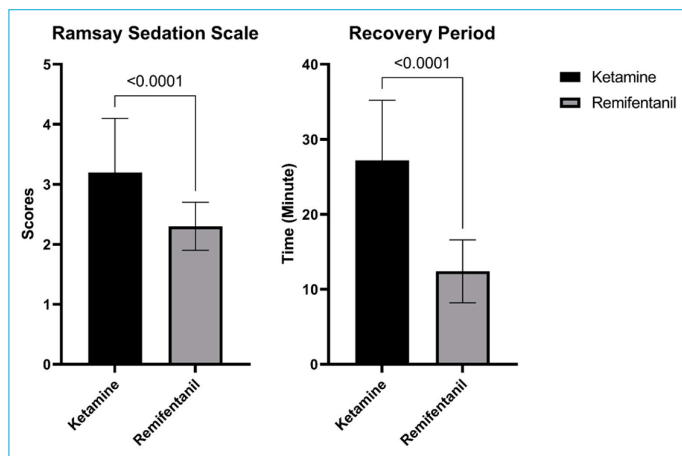 Ramsay Sedation Scale
5
4
3
2
1
0
Scores
<0.0001
Ketamine
Remifentanil
Recovery Period
40
30
20
10
0
Time (Minute)
<0.0001
Ketamine
Remifentanil
Ketamine
Remifentanil